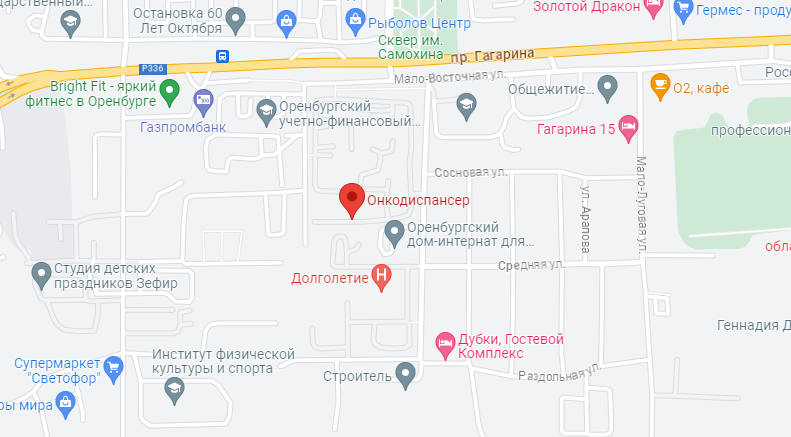 дарственный...
Остановка 60
Лет Октября
Рыболов Центр
Золотой Дракон
Гермес - проду
Сквер им.
Самохина
пр. Гагарина
Р336
Мало-Восточная ул.
Bright Fit - яркий
фитнес в Оренбурге
Газпромбанк
Оренбургский
учетно-финансовый...
Общежитие...
О2, кафе
Росс
Гагарина 15
профессион
Сосновая ул.
Мало-Луговая ул.
ул. Арапова
Онкодиспансер
Оренбургский
дом-интернат для...
обла
Средняя ул.
Студия детских
праздников Зефир
Долголетие
H
Геннадия Д
Дубки, Гостевой
Комплекс
Институт физической
культуры и спорта
Супермаркет
"Светофор"
Строитель
Раздольная ул.
ры мира